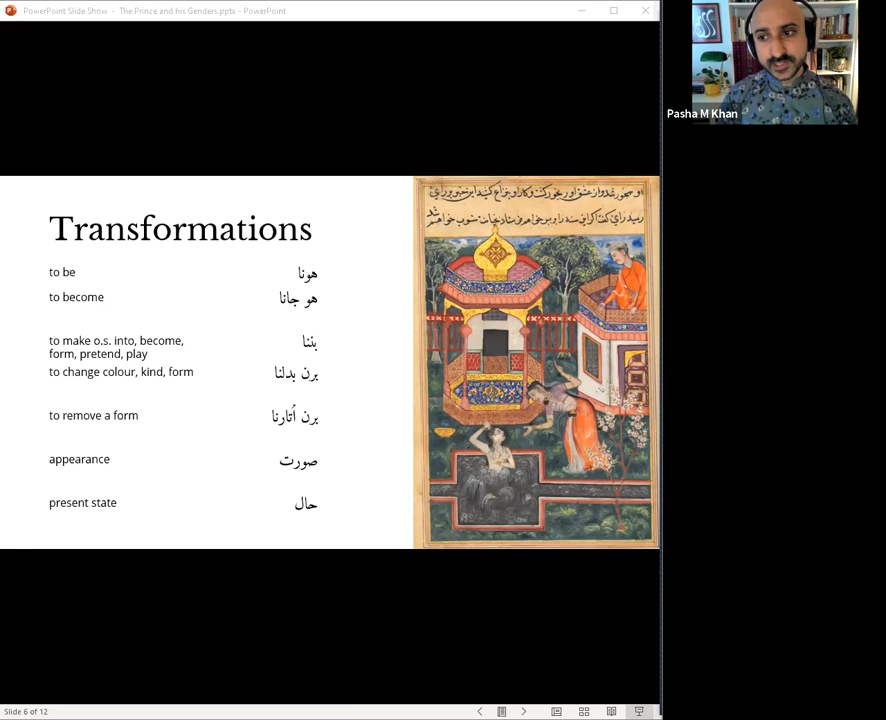 PowerPoint Slide Show - The Prince and his Genders.pptx - PowerPoint
Pasha M Khan
Transformations
to be ہونا
to become ہو جانا
to make o.s. into, become, بننا
form, pretend, play
to change colour, kind, form برن بدلنا
to remove a form برن اُتارنا
appearance صورت
present state حال
Slide 6 of 12